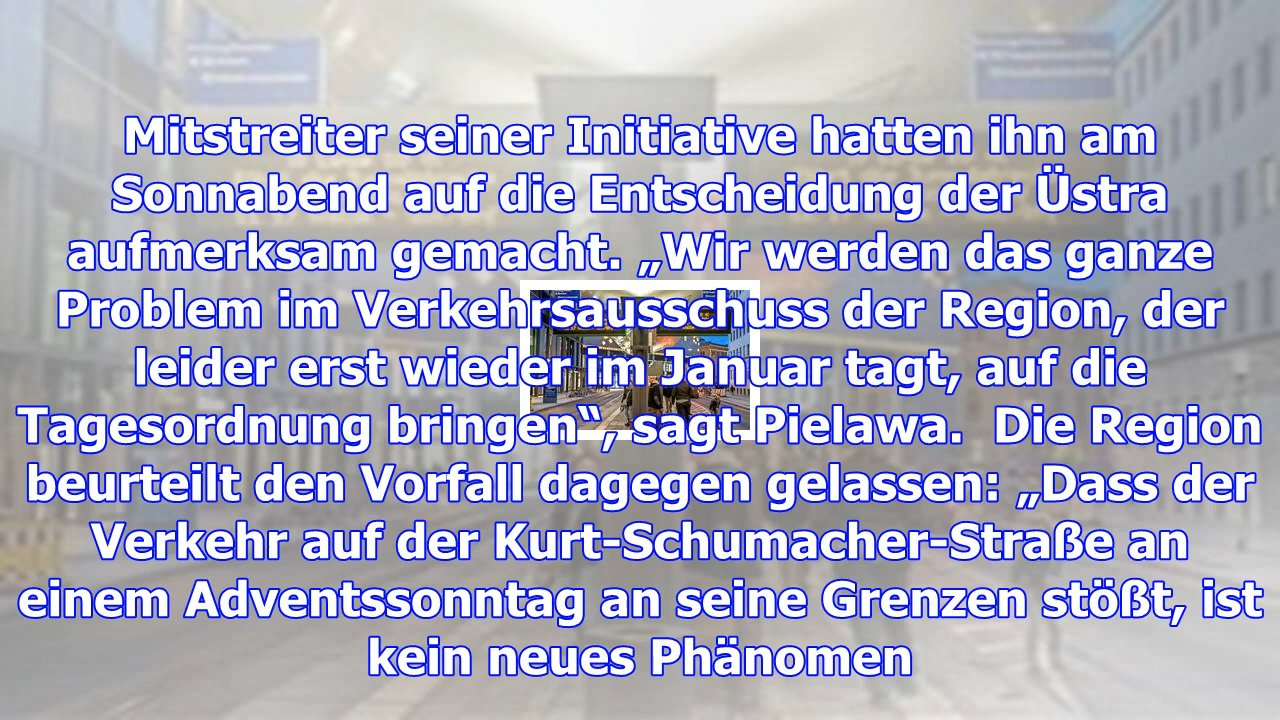 Mitstreiter seiner Initiative hatten ihn am
Sonnabend auf die Entscheidung der Üstra
aufmerksam gemacht. „Wir werden das ganze
Problem im Verkehrsausschuss der Region, der
leider erst wieder im Januar tagt, auf die
Tagesordnung bringen“, sagt Pielawa.  Die Region
beurteilt den Vorfall dagegen gelassen: „Dass der
Verkehr auf der Kurt-Schumacher-Straße an
einem Adventssonntag an seine Grenzen stößt, ist
kein neues Phänomen